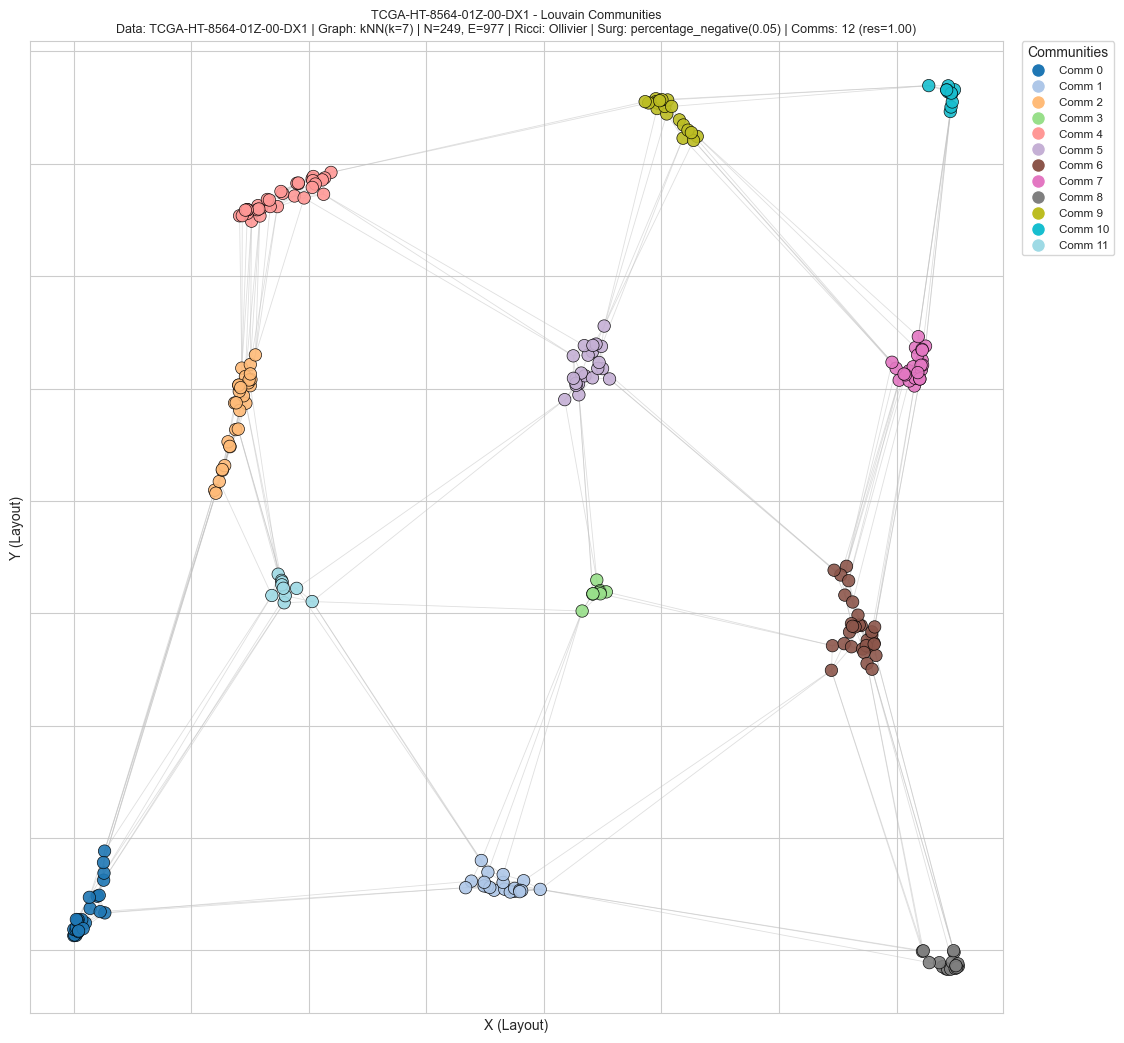 TCGA-HT-8564-01Z-00-DX1 - Louvain Communities
Data: TCGA-HT-8564-01Z-00-DX1 | Graph: kNN(k=7) | N=249, E=977 | Ricci: Ollivier | Surg: percentage_negative(0.05) | Comms: 12 (res=1.00)
Communities
Comm 0
Comm 1
Comm 2
Comm 3
Comm 4
Comm 5
Comm 6
Comm 7
Comm 8
Comm 9
Comm 10
Comm 11
Y (Layout)
X (Layout)